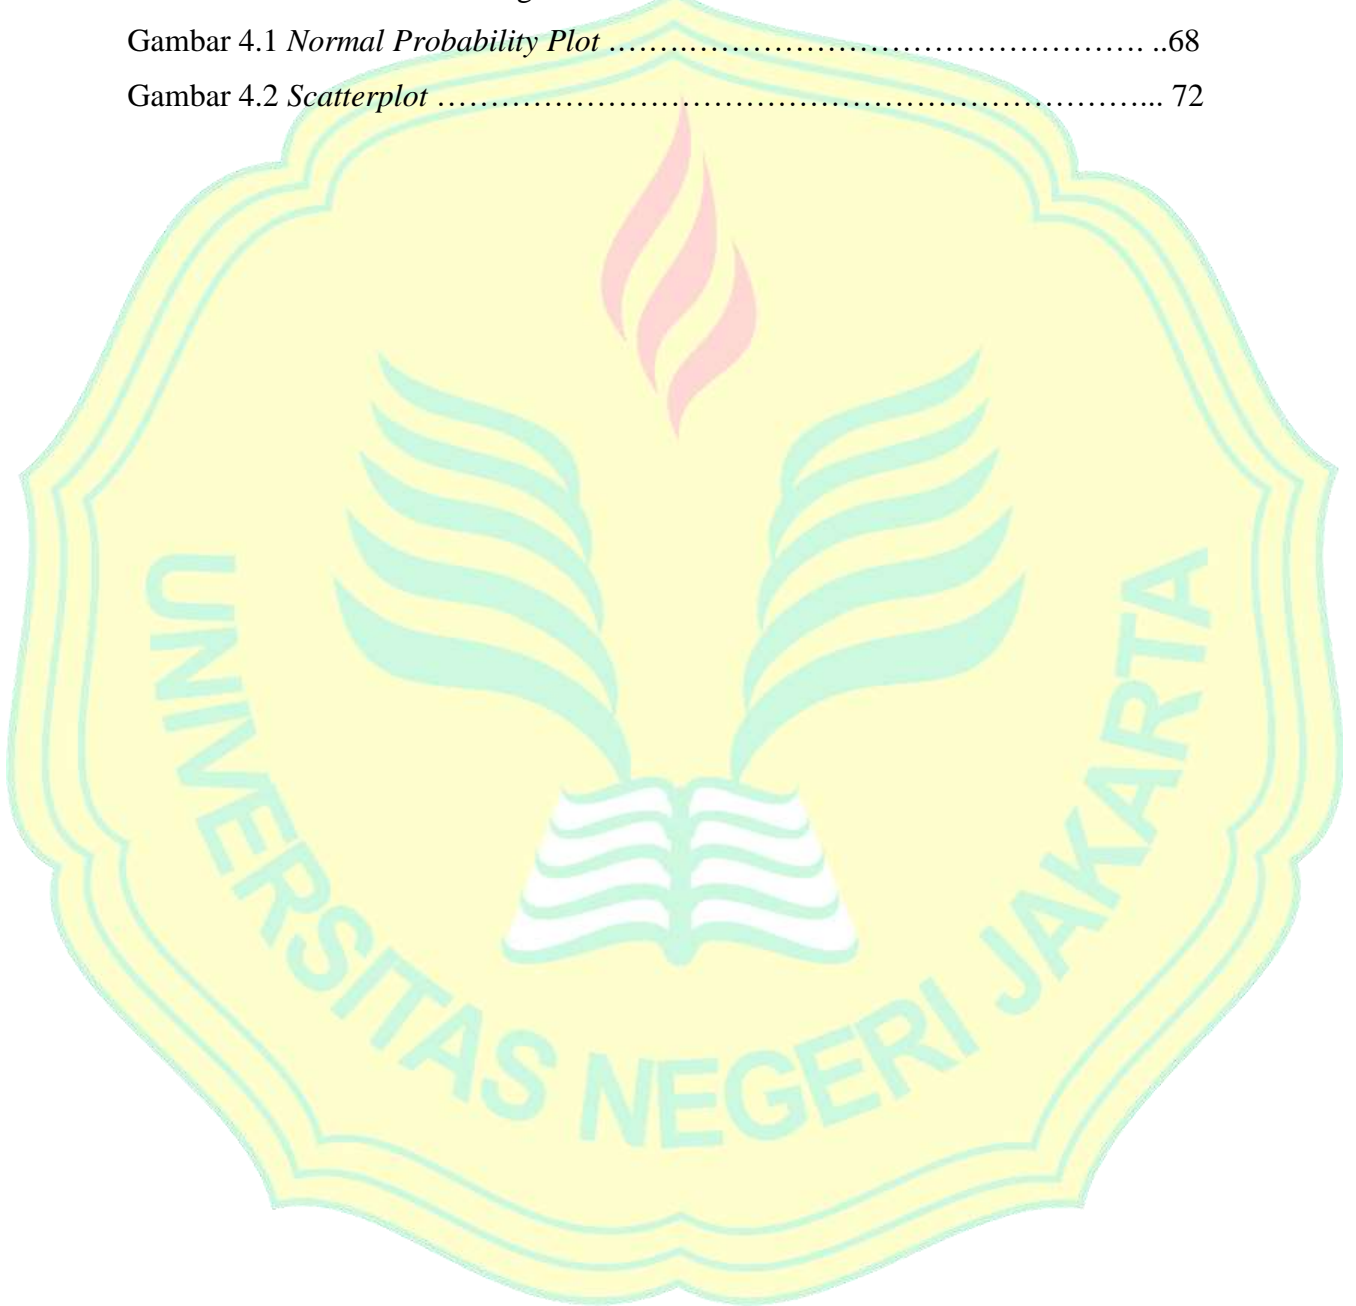 Gambar 4.1 Normal Probability Plot …….………………………………………. ..68
Gambar 4.2 Scatterplot …………………………………………………………….... 72
UNIVERSITAS NEGERI JAKARTA